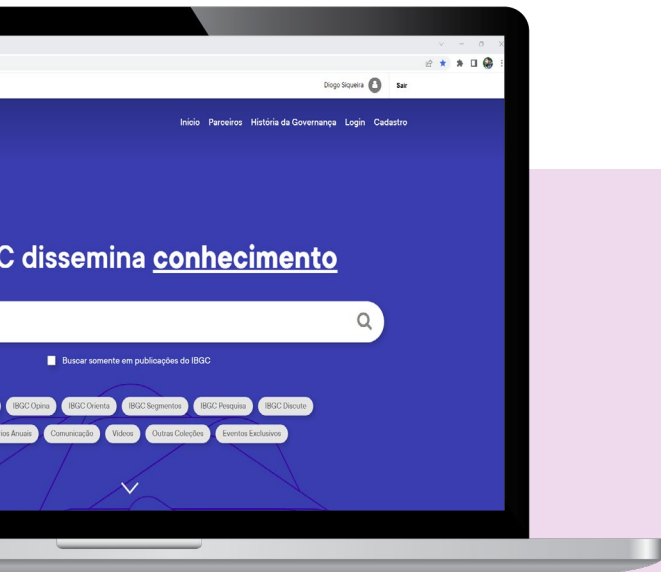 Diogo Siqueira Sair
Início Parceiros História da Governança Login Cadastro
C dissemina conhecimento
Buscar somente em publicações do IBGC
IBGC Opina IBGC Orienta IBGC Segmentos IBGC Pesquisa IBGC Discute
ios Anuais Comunicação Vídeos Outras Coleções Eventos Exclusivos